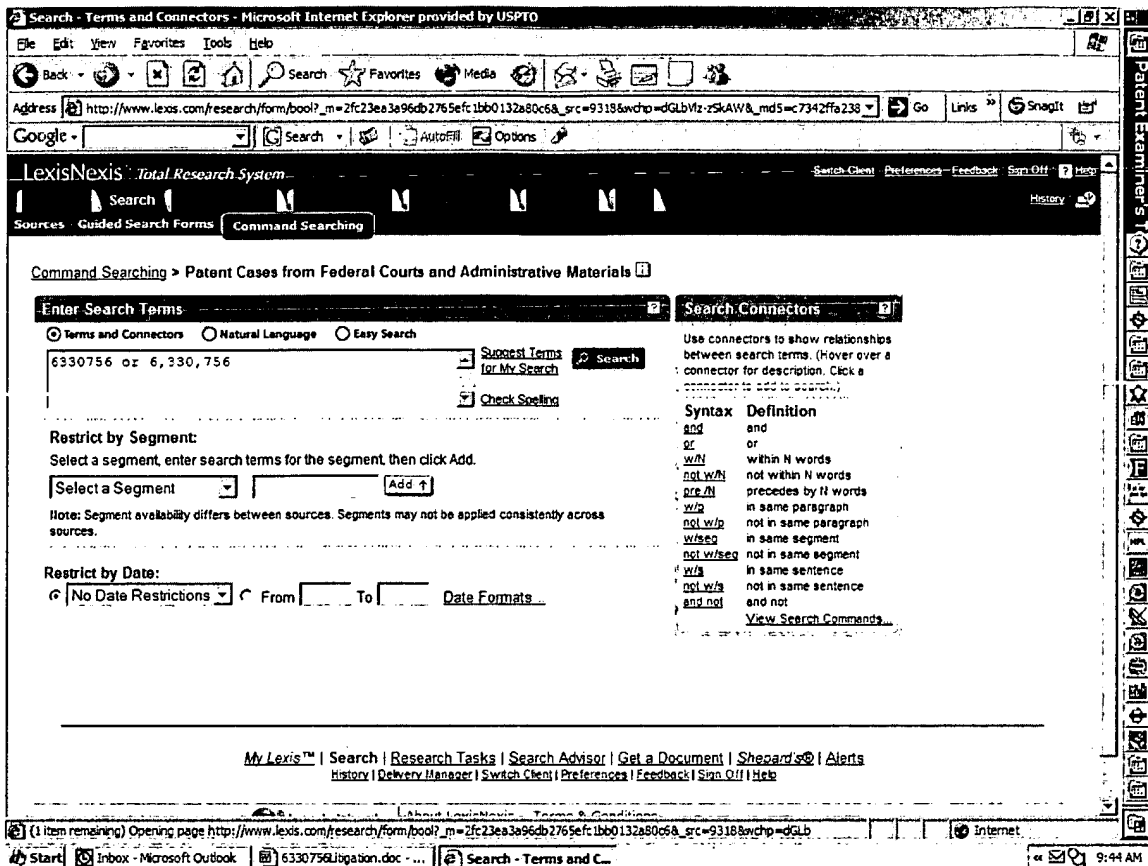 Search - Terms and Connectors - Microsoft Internet Explorer provided by USPTO
File Edit View Favorites Tools Help
Back Search Favorites Media
Address http://www.lexis.com/research/form/bool?_m=2fc23ea3a96db2765efc1bb0132a80c6&_src=9318&wchp=dGLbVlz-zSkAW&_md5=c7342ffa238 Go Links » SnagIt
Google - Search AutoFill Options
Patent Examiner's T
LexisNexis Total Research System
Switch Client Preferences Feedback Sign Off Help
Search
History
Sources Guided Search Forms Command Searching
Command Searching > Patent Cases from Federal Courts and Administrative Materials
Enter Search Terms
Terms and Connectors Natural Language Easy Search
6330756 or 6,330,756
Suggest Terms for My Search
Search
Check Spelling
Restrict by Segment:
Select a segment, enter search terms for the segment, then click Add.
Select a Segment Add ↑
Note: Segment availability differs between sources. Segments may not be applied consistently across
sources.
Restrict by Date:
No Date Restrictions From To Date Formats...
Search Connectors
Use connectors to show relationships
between search terms. (Hover over a
connector for description. Click a
connector to add to search.)
Syntax Definition
and and
or or
w/N within N words
not w/N not within N words
pre /N precedes by N words
w/p in same paragraph
not w/p not in same paragraph
w/seg in same segment
not w/seg not in same segment
w/s in same sentence
not w/s not in same sentence
and not and not
View Search Commands...
My Lexis™ | Search | Research Tasks | Search Advisor | Get a Document | Shepard's® | Alerts
History | Delivery Manager | Switch Client | Preferences | Feedback | Sign Off | Help
About LexisNexis Terms & Conditions
(1 item remaining) Opening page http://www.lexis.com/research/form/bool?_m=2fc23ea3a96db2765efc1bb0132a80c6&_src=9318&wchp=dGLb Internet
Start Inbox - Microsoft Outlook 6330756Litigation.doc - ... Search - Terms and C... 9:44 AM